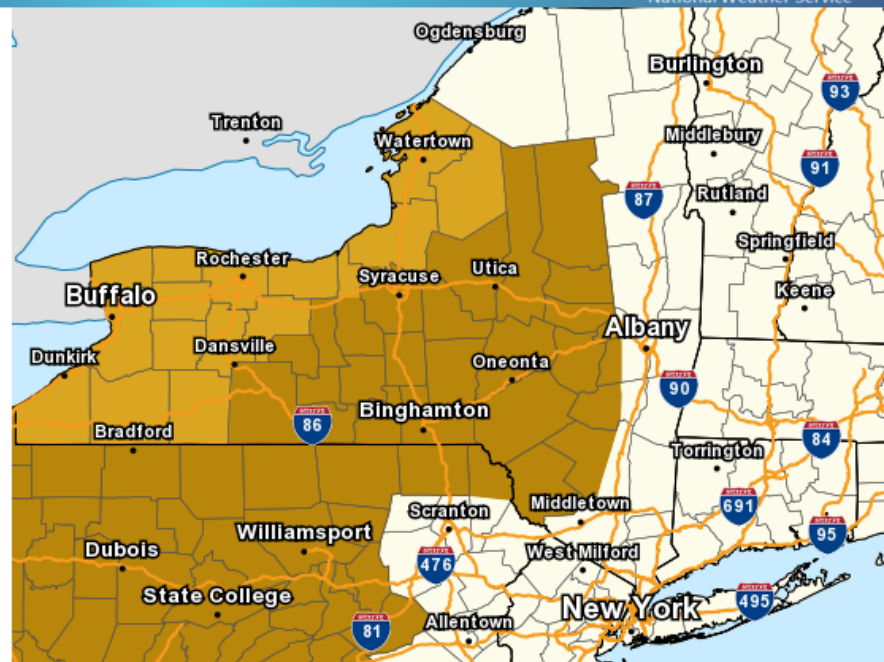 National Weather Service
Ogdensburg
Burlington
93
Trenton
Watertown
Middlebury
91
87
Rutland
Springfield
Rochester
Syracuse
Utica
Keene
Buffalo
Albany
Dunkirk
Dansville
Oneonta
90
Binghamton
86
Bradford
84
Torrington
Scranton
Middletown
691
Williamsport
95
Dubois
476
West Milford
State College
New York
495
81
Allentown